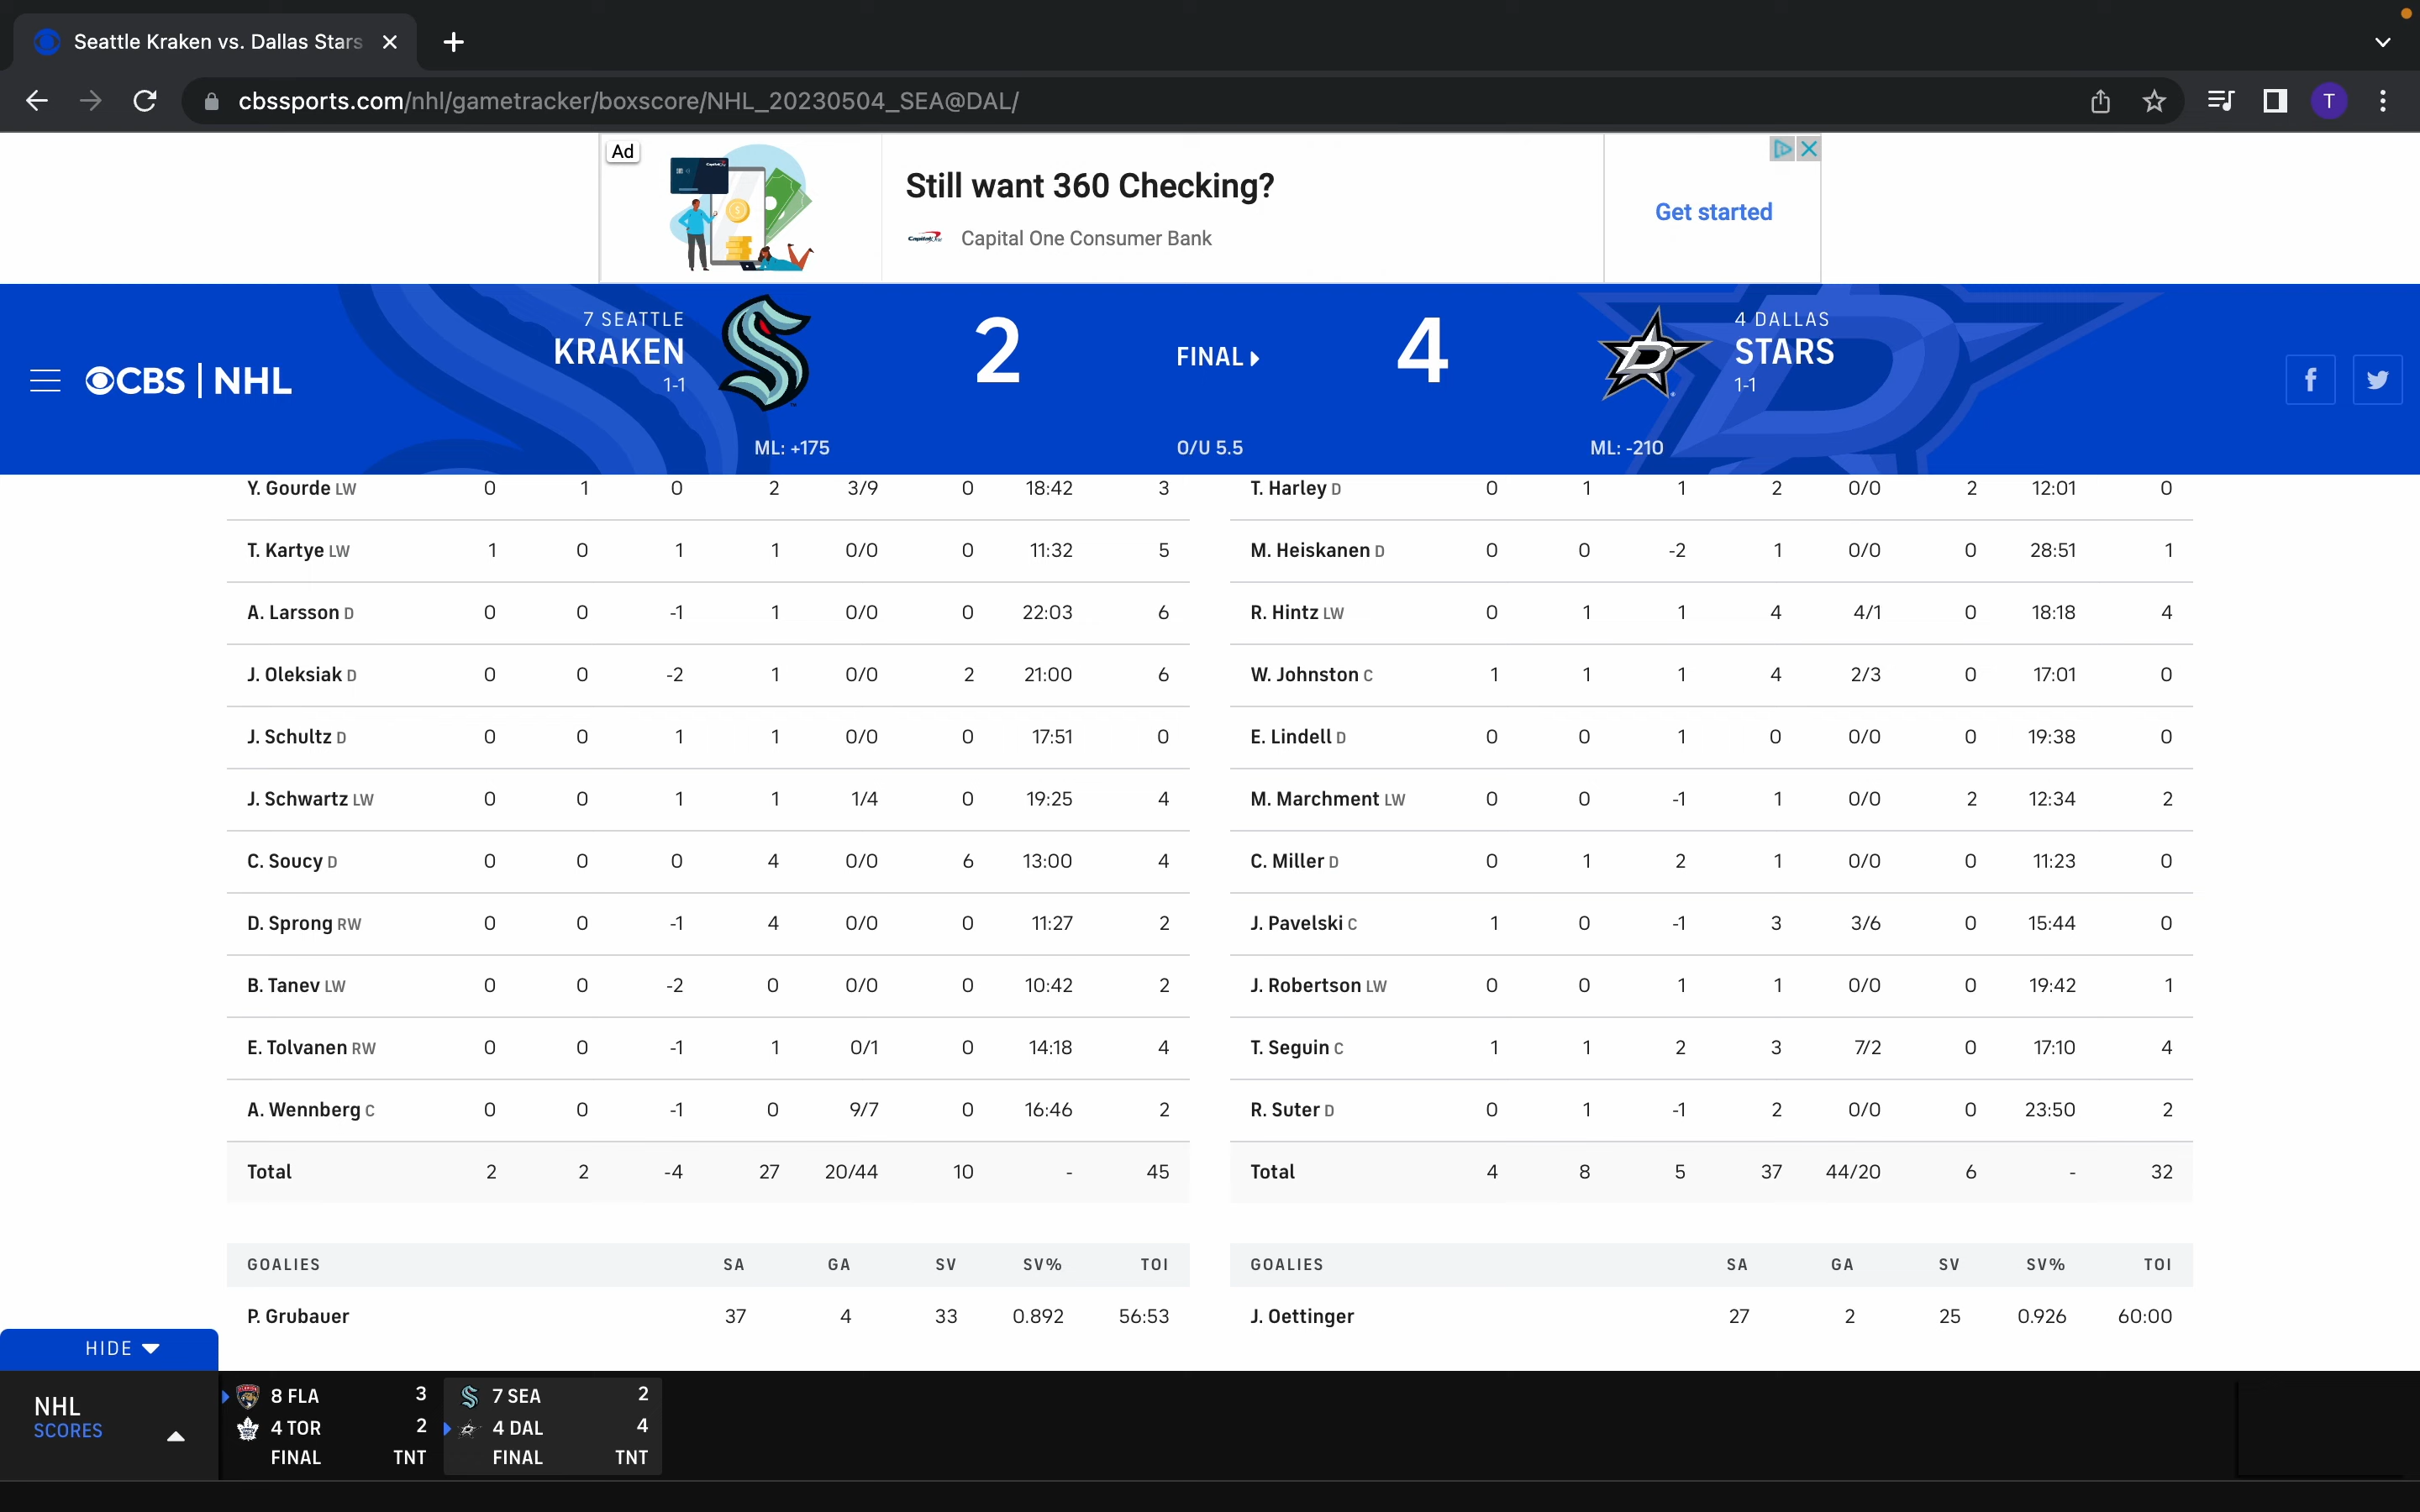 Seattle Kraken vs. Dallas Stars
cbssports.com/nhl/gametracker/boxscore/NHL_20230504_SEA@DAL/
T
Ad
Still want 360 Checking?
Capital One Consumer Bank
Get started
CBS | NHL
7 SEATTLE
KRAKEN
1-1
2
FINAL
4
4 DALLAS
STARS
1-1
ML: +175
O/U 5.5
ML: -210
Y. Gourde LW 0 1 0 2 3/9 0 18:42 3
T. Kartye LW 1 0 1 1 0/0 0 11:32 5
A. Larsson D 0 0 -1 1 0/0 0 22:03 6
J. Oleksiak D 0 0 -2 1 0/0 2 21:00 6
J. Schultz D 0 0 1 1 0/0 0 17:51 0
J. Schwartz LW 0 0 1 1 1/4 0 19:25 4
C. Soucy D 0 0 0 4 0/0 6 13:00 4
D. Sprong RW 0 0 -1 4 0/0 0 11:27 2
B. Tanev LW 0 0 -2 0 0/0 0 10:42 2
E. Tolvanen RW 0 0 -1 1 0/1 0 14:18 4
A. Wennberg C 0 0 -1 0 9/7 0 16:46 2
Total 2 2 -4 27 20/44 10 - 45
GOALIES SA GA SV SV% TOI
P. Grubauer 37 4 33 0.892 56:53
T. Harley D 0 1 1 2 0/0 2 12:01 0
M. Heiskanen D 0 0 -2 1 0/0 0 28:51 1
R. Hintz LW 0 1 1 4 4/1 0 18:18 4
W. Johnston C 1 1 1 4 2/3 0 17:01 0
E. Lindell D 0 0 1 0 0/0 0 19:38 0
M. Marchment LW 0 0 -1 1 0/0 2 12:34 2
C. Miller D 0 1 2 1 0/0 0 11:23 0
J. Pavelski C 1 0 -1 3 3/6 0 15:44 0
J. Robertson LW 0 0 1 1 0/0 0 19:42 1
T. Seguin C 1 1 2 3 7/2 0 17:10 4
R. Suter D 0 1 -1 2 0/0 0 23:50 2
Total 4 8 5 37 44/20 6 - 32
GOALIES SA GA SV SV% TOI
J. Oettinger 27 2 25 0.926 60:00
HIDE
NHL
SCORES
8 FLA 3
4 TOR 2
FINAL TNT
7 SEA 2
4 DAL 4
FINAL TNT